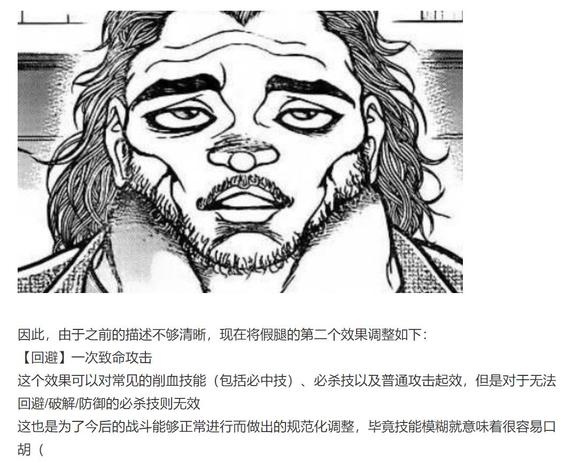 因此，由于之前的描述不够清晰，现在将假腿的第二个效果调整如下：
【回避】一次致命攻击
这个效果可以对常见的削血技能（包括必中技）、必杀技以及普通攻击起效，但是对于无法
回避/破解/防御的必杀技则无效
这也是为了今后的战斗能够正常进行而做出的规范化调整，毕竟技能模糊就意味着很容易口
胡（